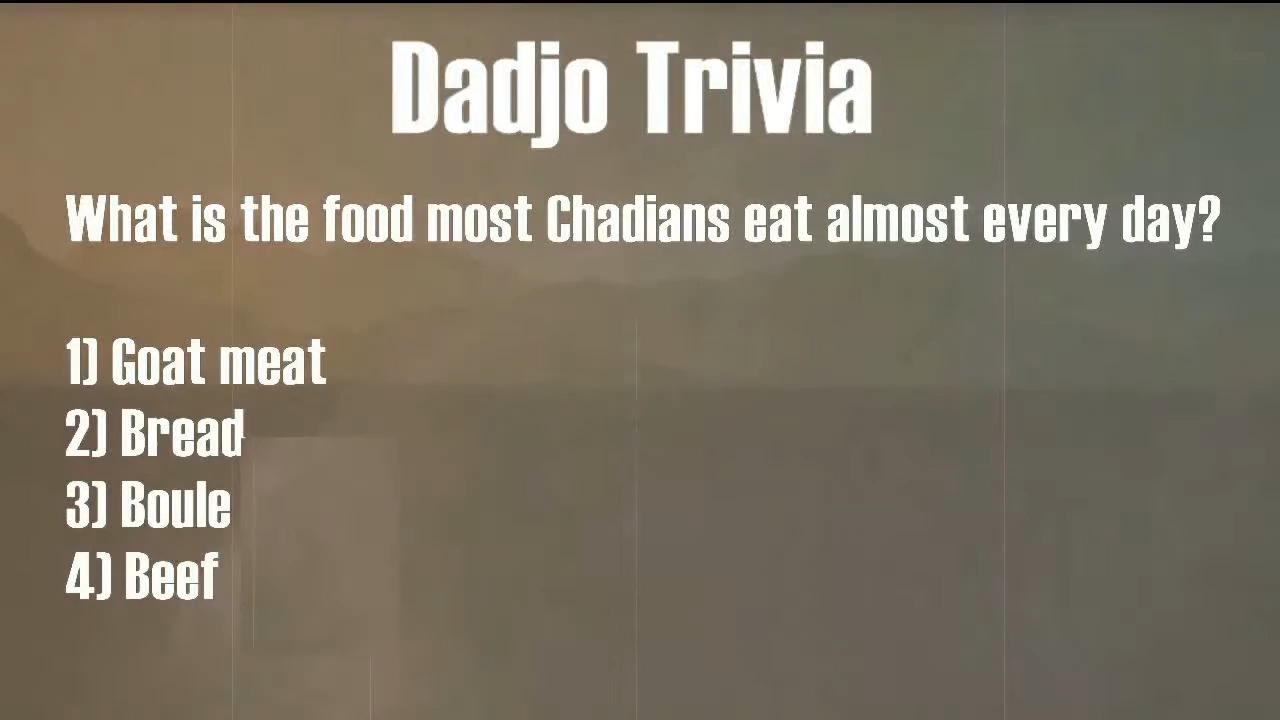 Dadjo Trivia
What is the food most Chadians eat almost every day?
1) Goat meat
2) Bread
3) Boule
4) Beef